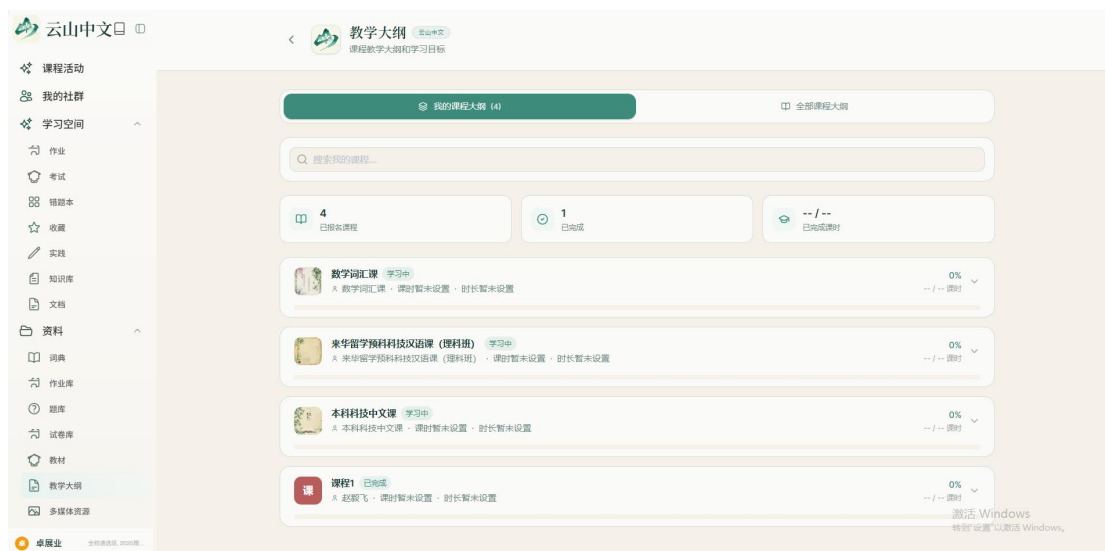 云山中文
课程活动
我的社群
学习空间
作业
考试
错题本
收藏
实践
知识库
文档
资料
词典
作业库
题库
试卷库
教材
教学大纲
多媒体资源
卓展业
教学大纲 云山中文
课程教学大纲和学习目标
我的课程大纲 (4)
全部课程大纲
搜索我的课程...
4
已报名课程
1
已完成
-- / --
已完成课时
数学词汇课 学习中
数学词汇课 · 课时暂未设置 · 时长暂未设置
0%
-- / -- 课时
来华留学预科科技汉语课（理科班） 学习中
来华留学预科科技汉语课（理科班） · 课时暂未设置 · 时长暂未设置
0%
-- / -- 课时
本科科技中文课 学习中
本科科技中文课 · 课时暂未设置 · 时长暂未设置
0%
-- / -- 课时
课
课程1 已完成
赵毅飞 · 课时暂未设置 · 时长暂未设置
0%
-- / -- 课时
激活 Windows
转到"设置"以激活 Windows。